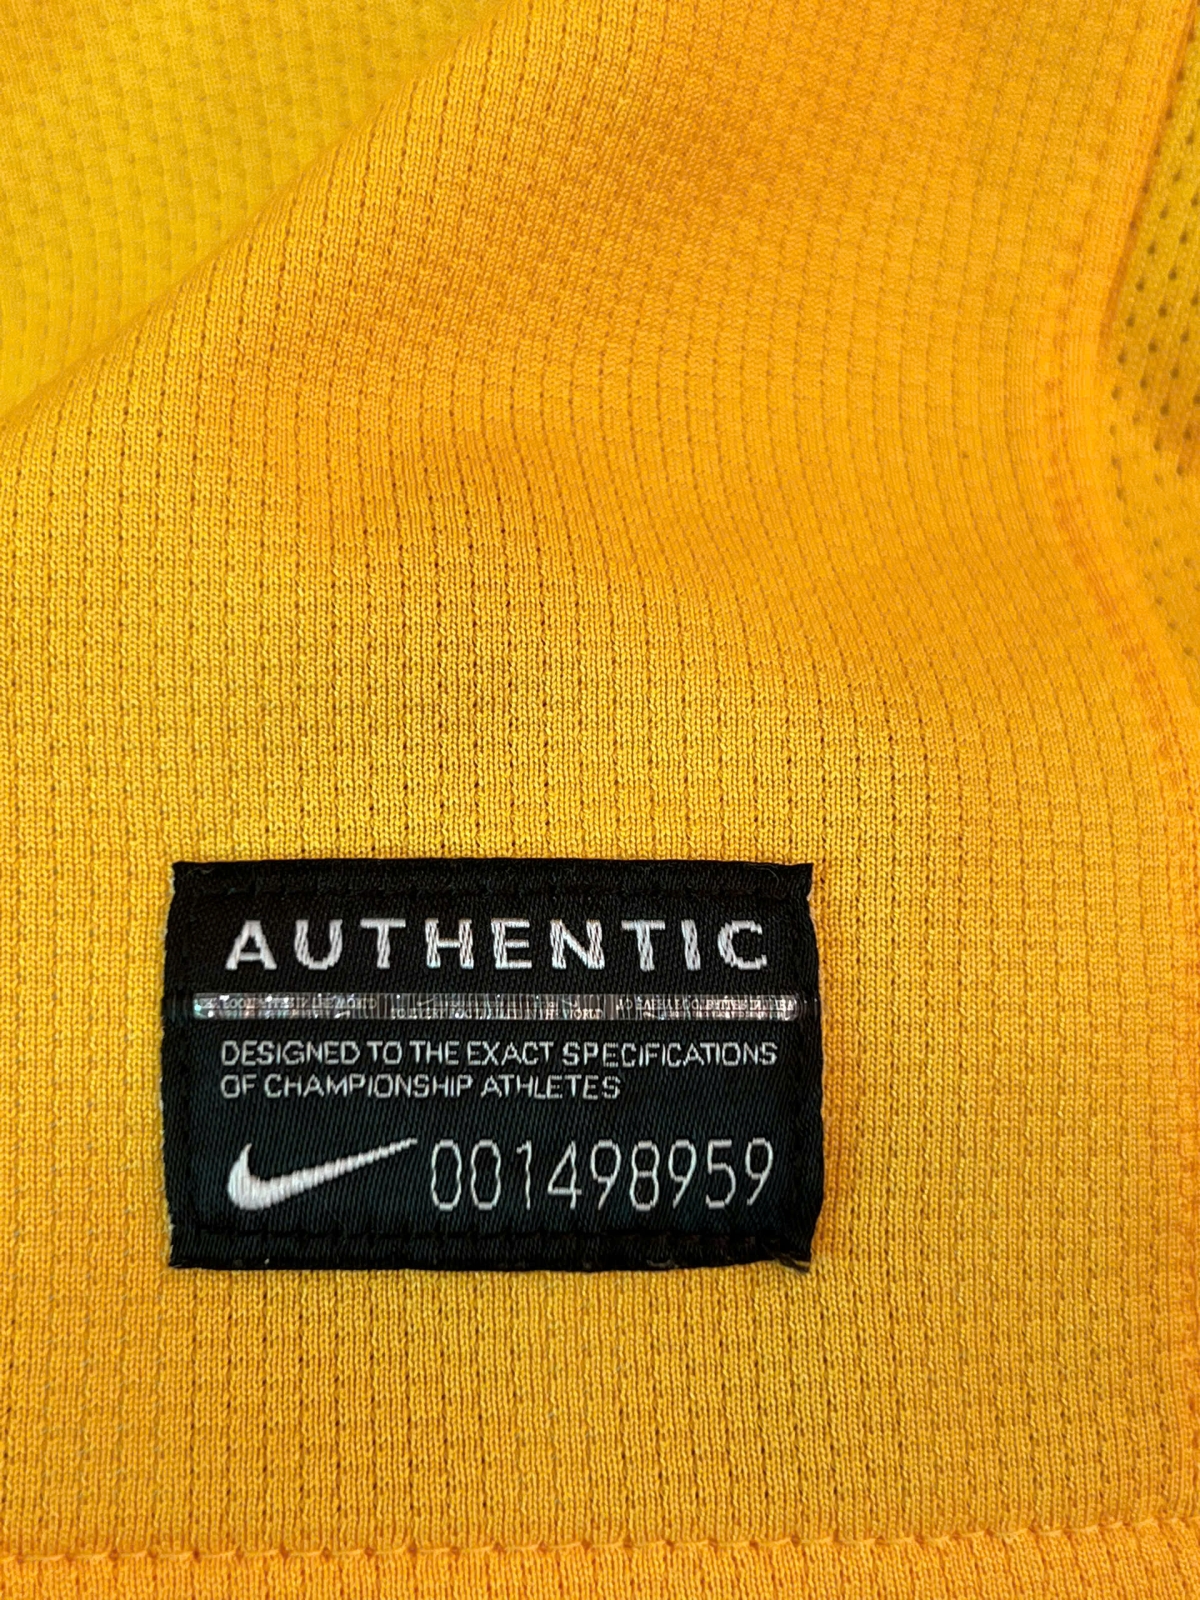 AUTHENTIC
DESIGNED TO THE EXACT SPECIFICATIONS
OF CHAMPIONSHIP ATHLETES
001498959